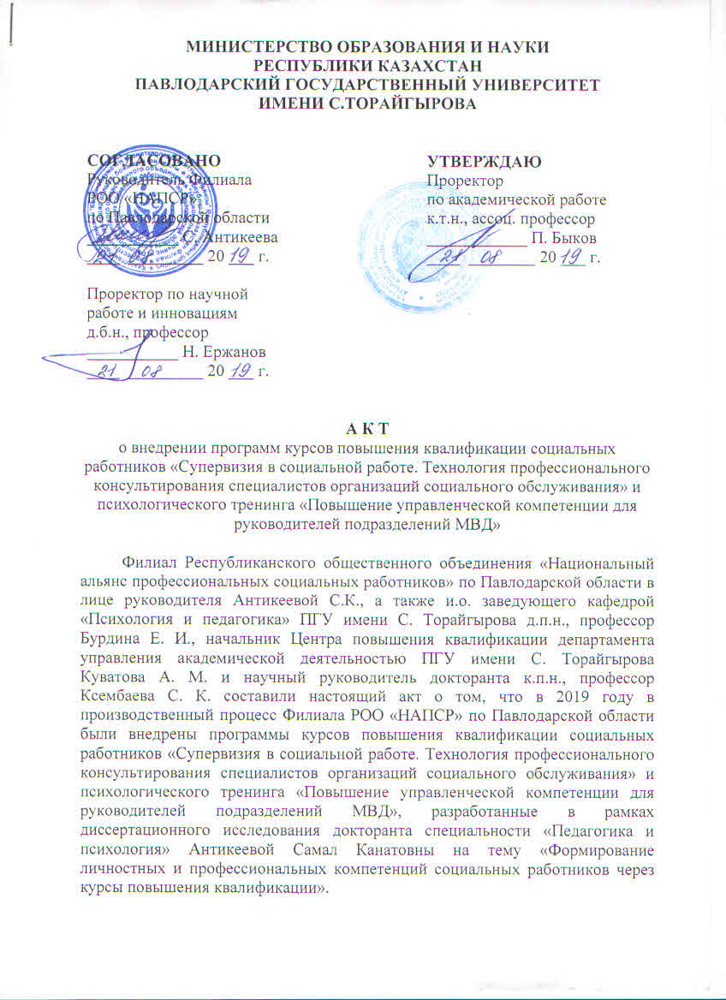 МИНИСТЕРСТВО ОБРАЗОВАНИЯ И НАУКИ
РЕСПУБЛИКИ КАЗАХСТАН
ПАВЛОДАРСКИЙ ГОСУДАРСТВЕННЫЙ УНИВЕРСИТЕТ
ИМЕНИ С.ТОРАЙГЫРОВА
СОГЛАСОВАНО
Руководитель Филиала
РОО «НАПСР»
по Павлодарской области
С. Антикеева
20 19 г.
Проректор по научной
работе и инновациям
д.б.н., профессор
____________ Н. Ержанов
21 08 20 19 г.
УТВЕРЖДАЮ
Проректор
по академической работе
к.т.н., ассоц. профессор
____________ П. Быков
28 08 20 19 г.
А К Т
о внедрении программ курсов повышения квалификации социальных
работников «Супервизия в социальной работе. Технология профессионального
консультирования специалистов организаций социального обслуживания» и
психологического тренинга «Повышение управленческой компетенции для
руководителей подразделений МВД»
Филиал Республиканского общественного объединения «Национальный
альянс профессиональных социальных работников» по Павлодарской области в
лице руководителя Антикеевой С.К., а также и.о. заведующего кафедрой
«Психология и педагогика» ПГУ имени С. Торайгырова д.п.н., профессор
Бурдина Е. И., начальник Центра повышения квалификации департамента
управления академической деятельностью ПГУ имени С. Торайгырова
Куватова А. М. и научный руководитель докторанта к.п.н., профессор
Ксембаева С. К. составили настоящий акт о том, что в 2019 году в
производственный процесс Филиала РОО «НАПСР» по Павлодарской области
были внедрены программы курсов повышения квалификации социальных
работников «Супервизия в социальной работе. Технология профессионального
консультирования специалистов организаций социального обслуживания» и
психологического тренинга «Повышение управленческой компетенции для
руководителей подразделений МВД», разработанные в рамках
диссертационного исследования докторанта специальности «Педагогика и
психология» Антикеевой Самал Канатовны на тему «Формирование
личностных и профессиональных компетенций социальных работников через
курсы повышения квалификации».